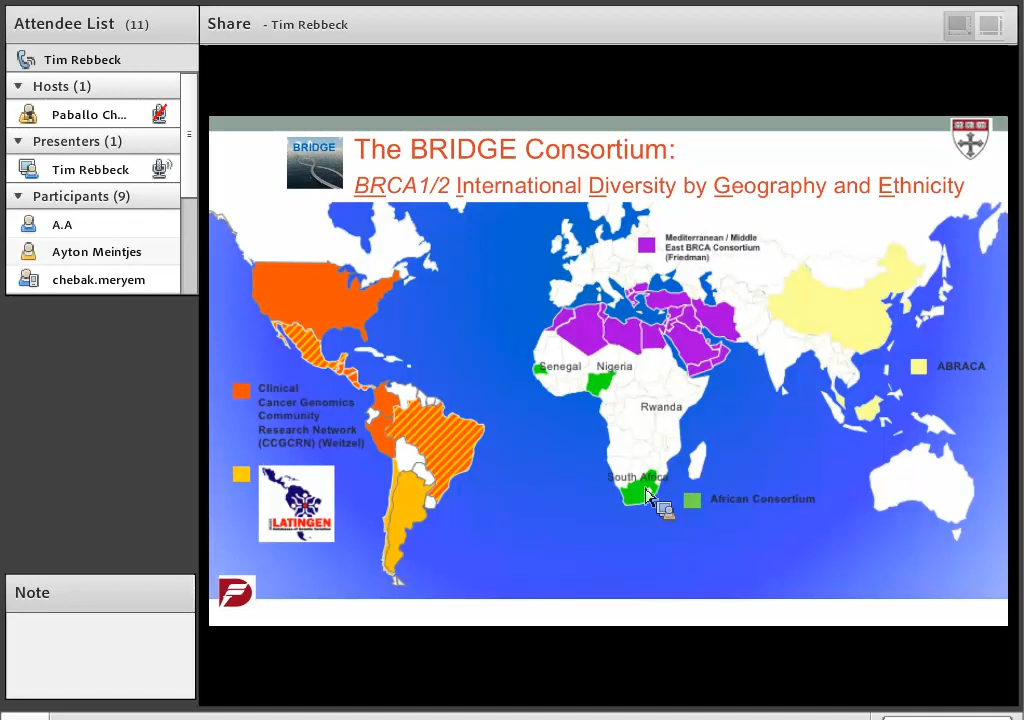 Attendee List (11)
Tim Rebbeck
Hosts (1)
Paballo Ch...
Presenters (1)
Tim Rebbeck
Participants (9)
A.A
Ayton Meintjes
chebak.meryem
Note
Share - Tim Rebbeck
BRIDGE
The BRIDGE Consortium:
BRCA1/2 International Diversity by Geography and Ethnicity
Mediterranean / Middle
East BRCA Consortium
(Friedman)
Senegal
Nigeria
ABRACA
Rwanda
Clinical
Cancer Genomics
Community
Research Network
(CCGCRN) (Weitzel)
South Africa
African Consortium
LATINGEN